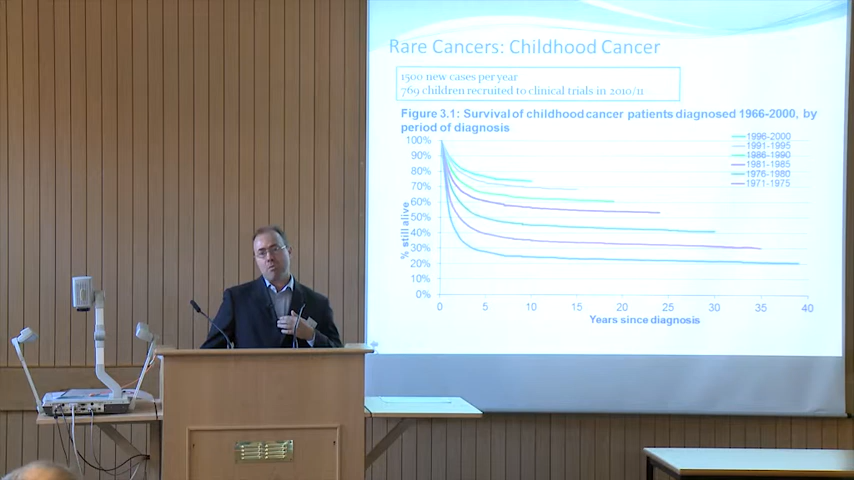 Rare Cancers: Childhood Cancer
1500 new cases per year
769 children recruited to clinical trials in 2010/11
Figure 3.1: Survival of childhood cancer patients diagnosed 1966-2000, by
period of diagnosis
100%
90%
80%
70%
60%
50%
40%
30%
20%
10%
0%
% still alive
1996-2000
1991-1995
1986-1990
1981-1985
1976-1980
1971-1975
0 5 10 15 20 25 30 35 40
Years since diagnosis